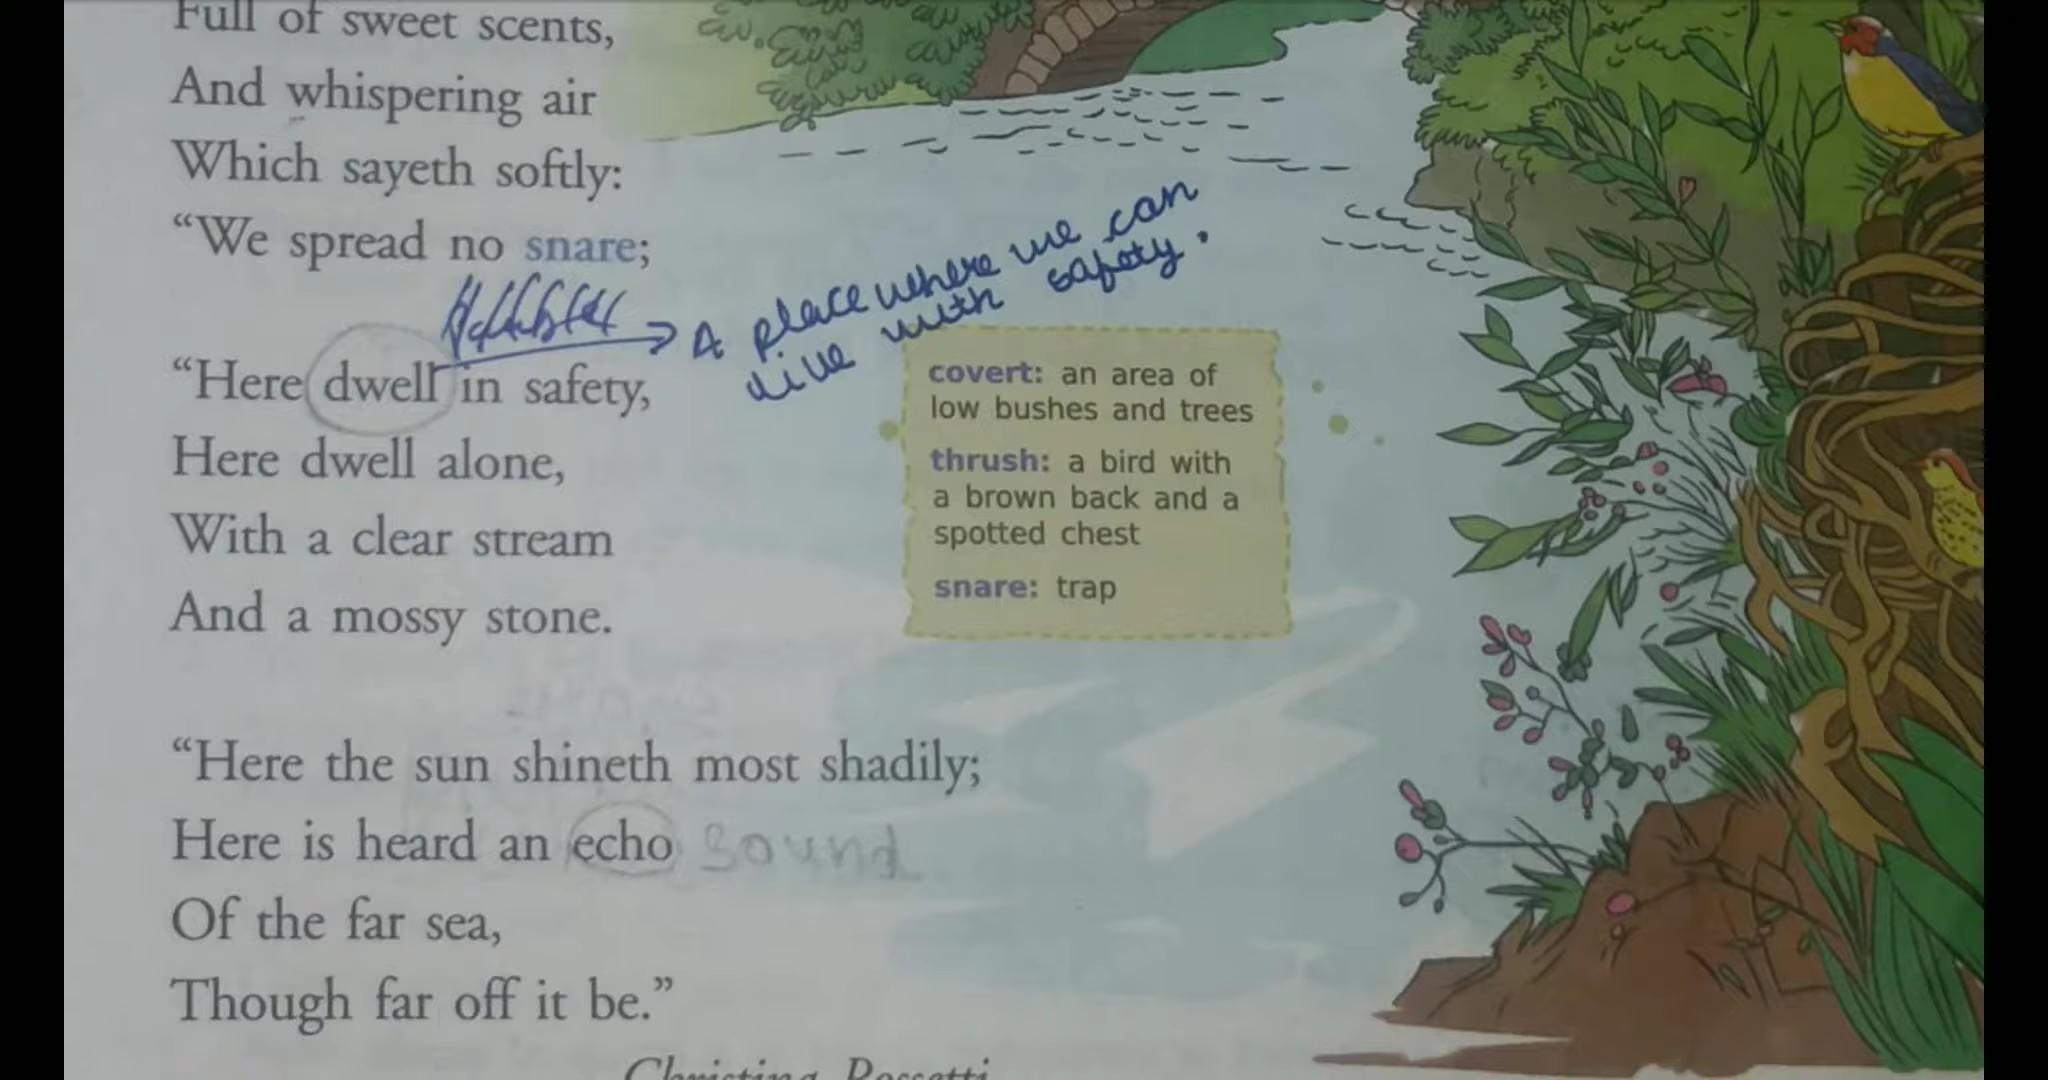 Full of sweet scents,
And whispering air
Which sayeth softly:
“We spread no snare;
“Here dwell in safety,
Here dwell alone,
With a clear stream
And a mossy stone.
“Here the sun shineth most shadily;
Here is heard an echo
sound
Of the far sea,
Though far off it be.”
Christina Rossetti
A place where we can
live with safety.
covert: an area of
low bushes and trees
thrush: a bird with
a brown back and a
spotted chest
snare: trap